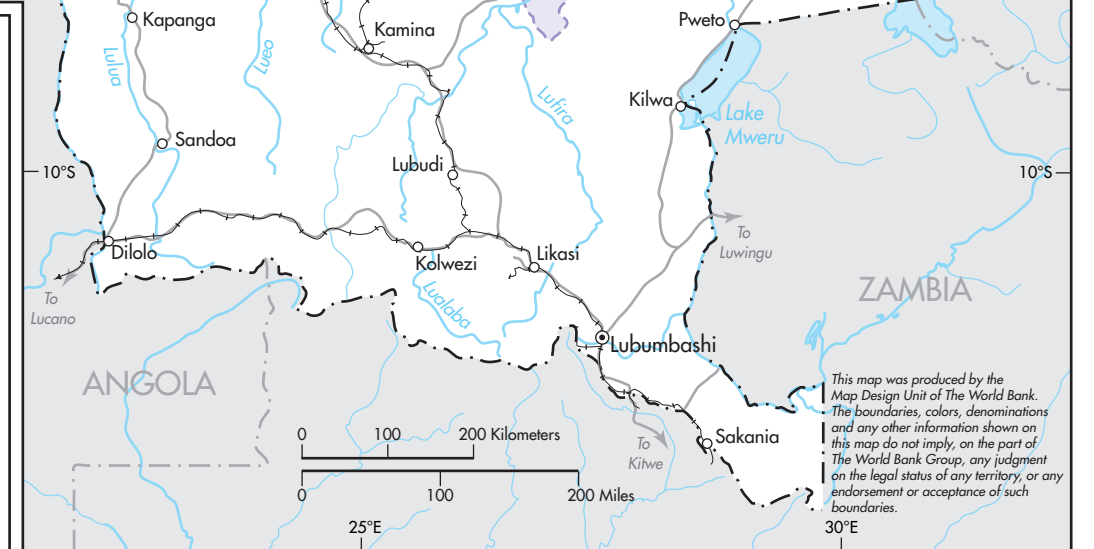 Kapanga
Pweto
Kamina
Lulua
Lueo
Lufira
Kilwa
Lake
Mweru
Sandoa
Lubudi
10°S
10°S
Dilolo
Kolwezi
Likasi
To
Luwingu
To
Lucano
Lualaba
ZAMBIA
Lubumbashi
ANGOLA
This map was produced by the
Map Design Unit of The World Bank.
The boundaries, colors, denominations
and any other information shown on
this map do not imply, on the part of
The World Bank Group, any judgment
on the legal status of any territory, or any
endorsement or acceptance of such
boundaries.
0 100 200 Kilometers
0 100 200 Miles
To
Kitwe
Sakania
25°E
30°E